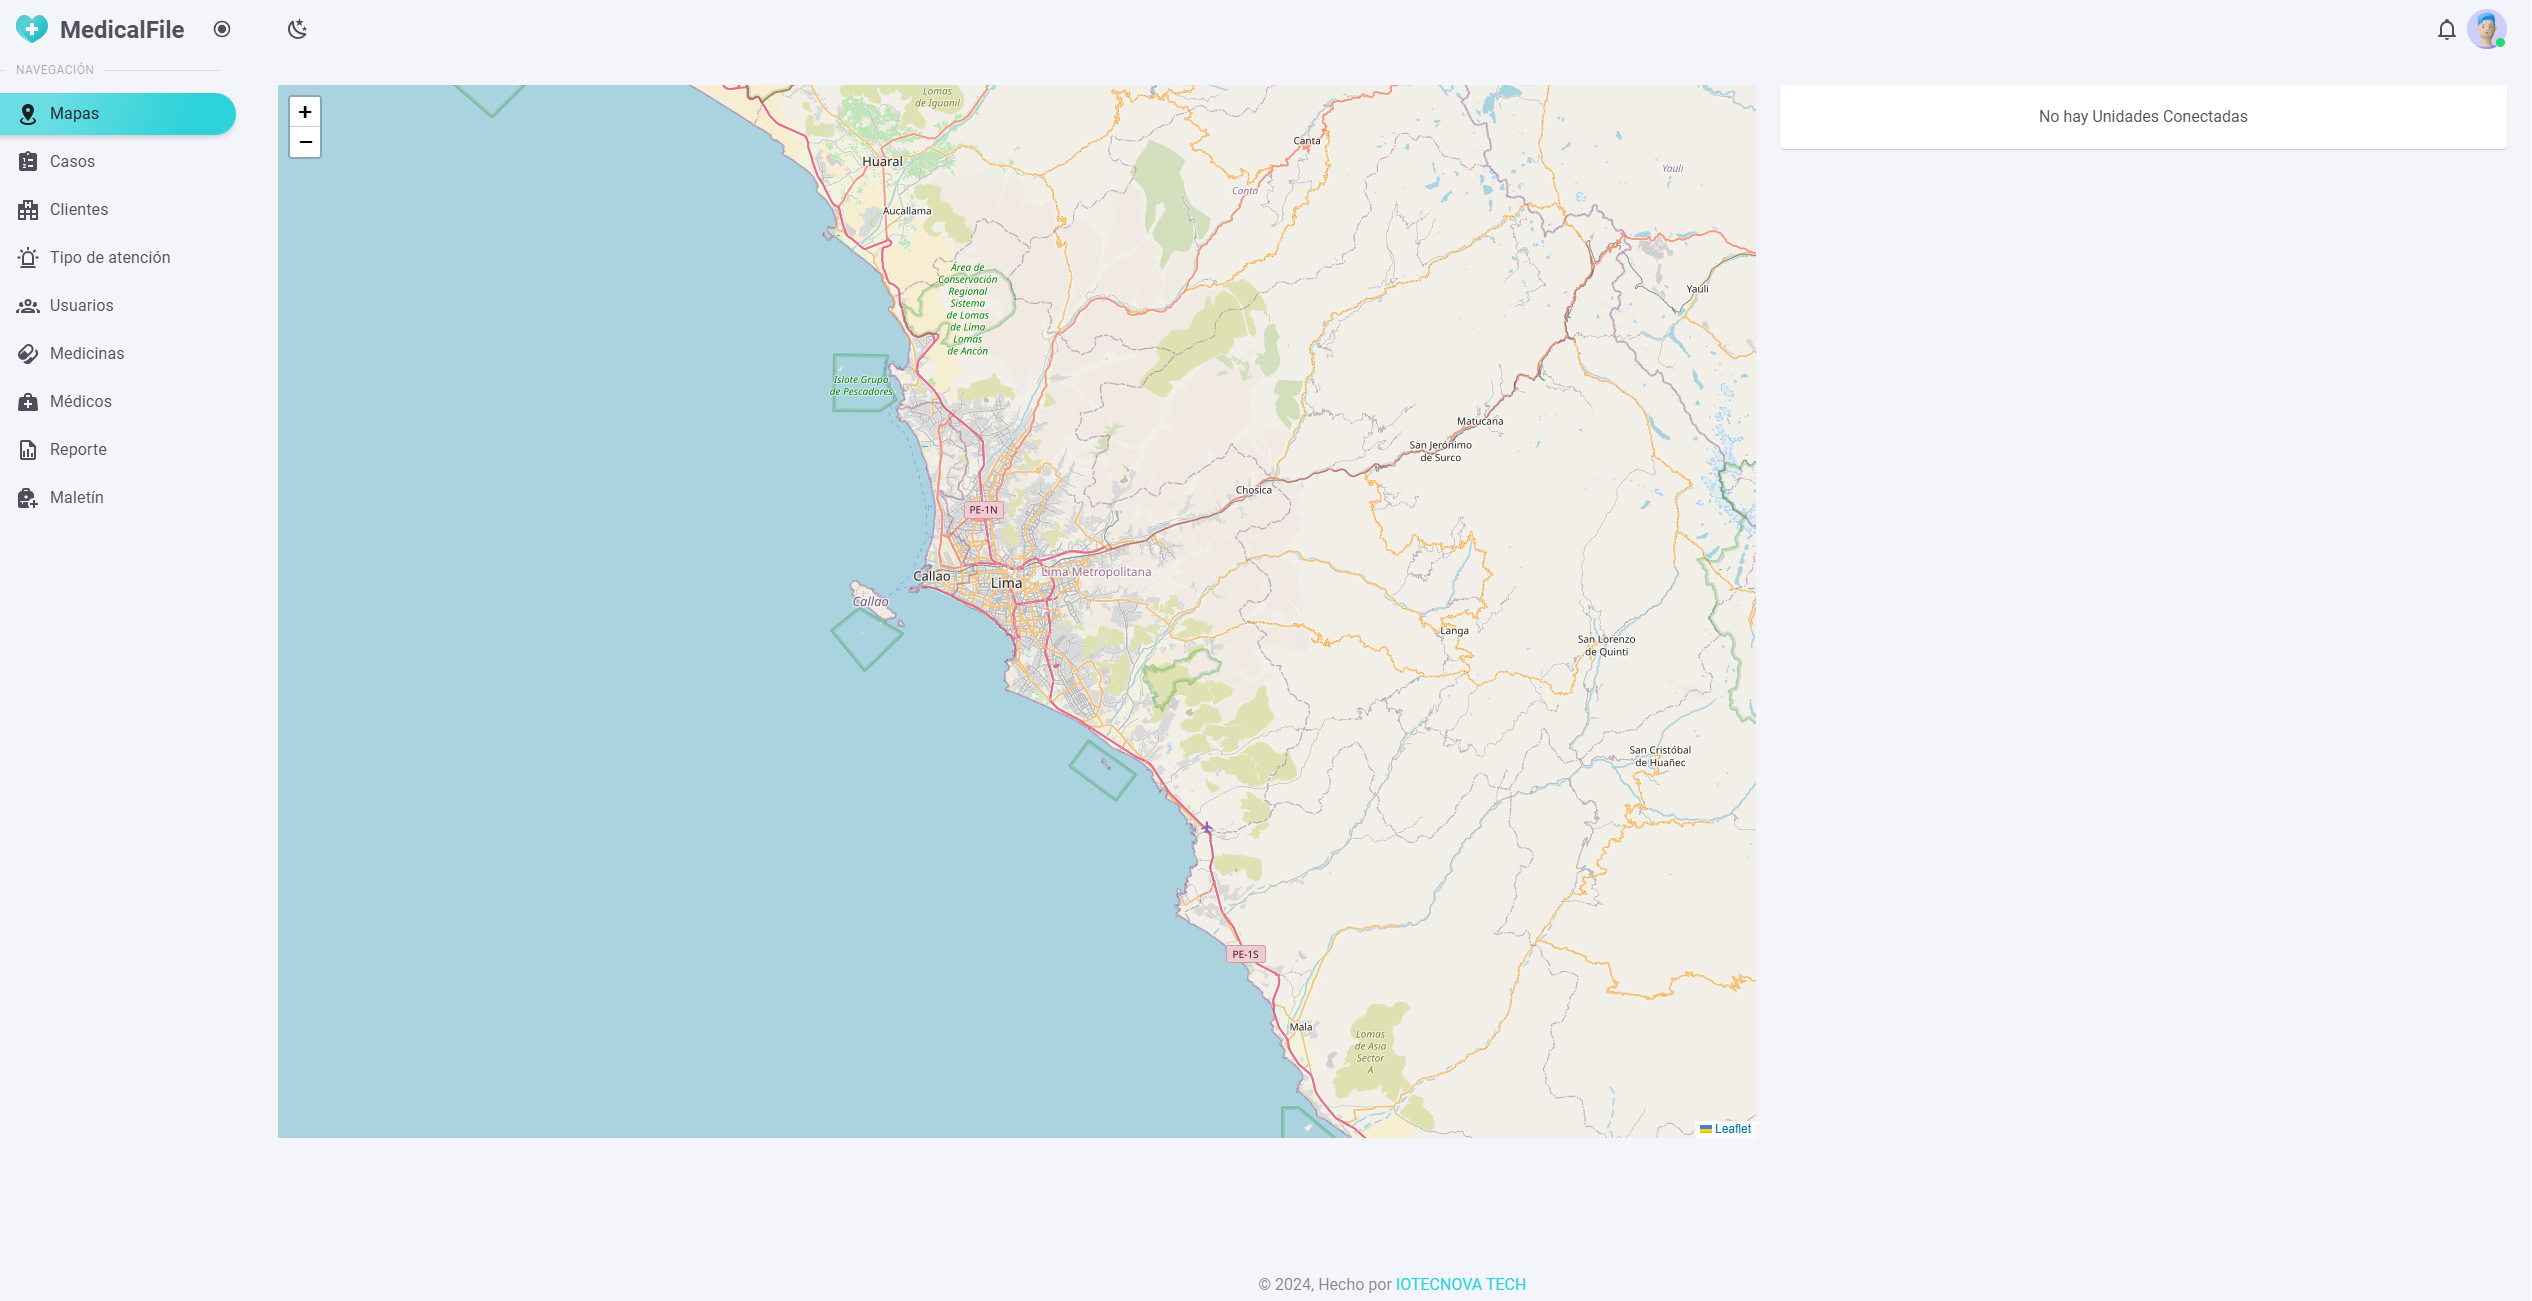 MedicalFile
NAVEGACIÓN
Mapas
Casos
Clientes
Tipo de atención
Usuarios
Medicinas
Médicos
Reporte
Maletín
+
−
Lomas
de Iguanil
Huaral
Aucallama
Canta
Canta
Yauli
Yauli
Área de
Conservación
Regional
Sistema
de Lomas
de Lima
Lomas
de Ancón
Islote Grupo
de Pescadores
Matucana
San Jerónimo
de Surco
Chosica
PE-1N
Callao
Lima
Lima Metropolitana
Callao
Langa
San Lorenzo
de Quinti
San Cristóbal
de Huañec
PE-1S
Mala
Lomas
de Asia
Sector
A
Leaflet
No hay Unidades Conectadas
© 2024, Hecho por IOTECNOVA TECH